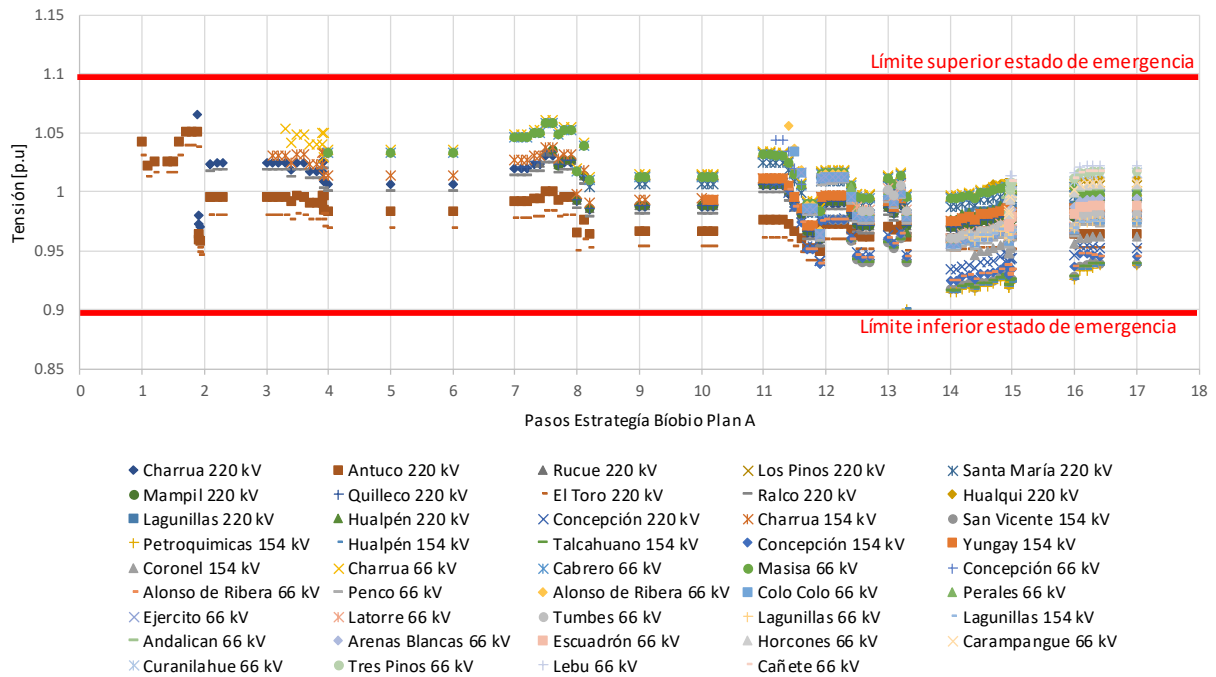 1.15
1.1
1.05
1
0.95
0.9
0.85
Tensión [p.u]
Límite superior estado de emergencia
Límite inferior estado de emergencia
0 1 2 3 4 5 6 7 8 9 10 11 12 13 14 15 16 17 18
Pasos Estrategía Bíobio Plan A
Charrua 220 kV Antuco 220 kV Rucue 220 kV Los Pinos 220 kV Santa María 220 kV
Mampil 220 kV Quilleco 220 kV El Toro 220 kV Ralco 220 kV Hualqui 220 kV
Lagunillas 220 kV Hualpén 220 kV Concepción 220 kV Charrua 154 kV San Vicente 154 kV
Petroquimicas 154 kV Hualpén 154 kV Talcahuano 154 kV Concepción 154 kV Yungay 154 kV
Coronel 154 kV Charrua 66 kV Cabrero 66 kV Masisa 66 kV Concepción 66 kV
Alonso de Ribera 66 kV Penco 66 kV Alonso de Ribera 66 kV Colo Colo 66 kV Perales 66 kV
Ejercito 66 kV Latorre 66 kV Tumbes 66 kV Lagunillas 66 kV Lagunillas 154 kV
Andalican 66 kV Arenas Blancas 66 kV Escuadrón 66 kV Horcones 66 kV Carampangue 66 kV
Curanilahue 66 kV Tres Pinos 66 kV Lebu 66 kV Cañete 66 kV